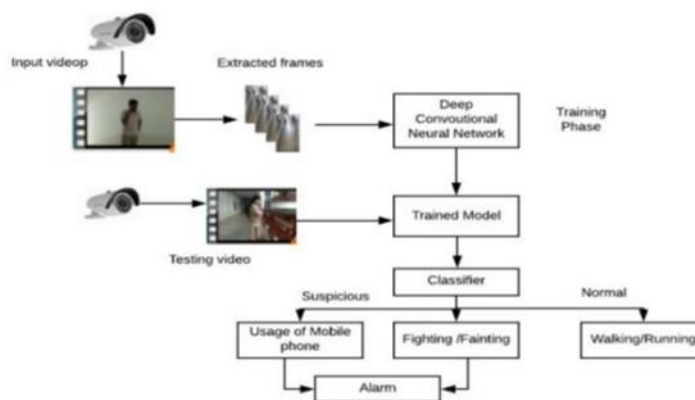 Input videop
Extracted frames
Deep
Convoutional
Neural Network
Training
Phase
Trained Model
Testing video
Classifier
Suspicious
Normal
Usage of Mobile
phone
Fighting /Fainting
Walking/Running
Alarm